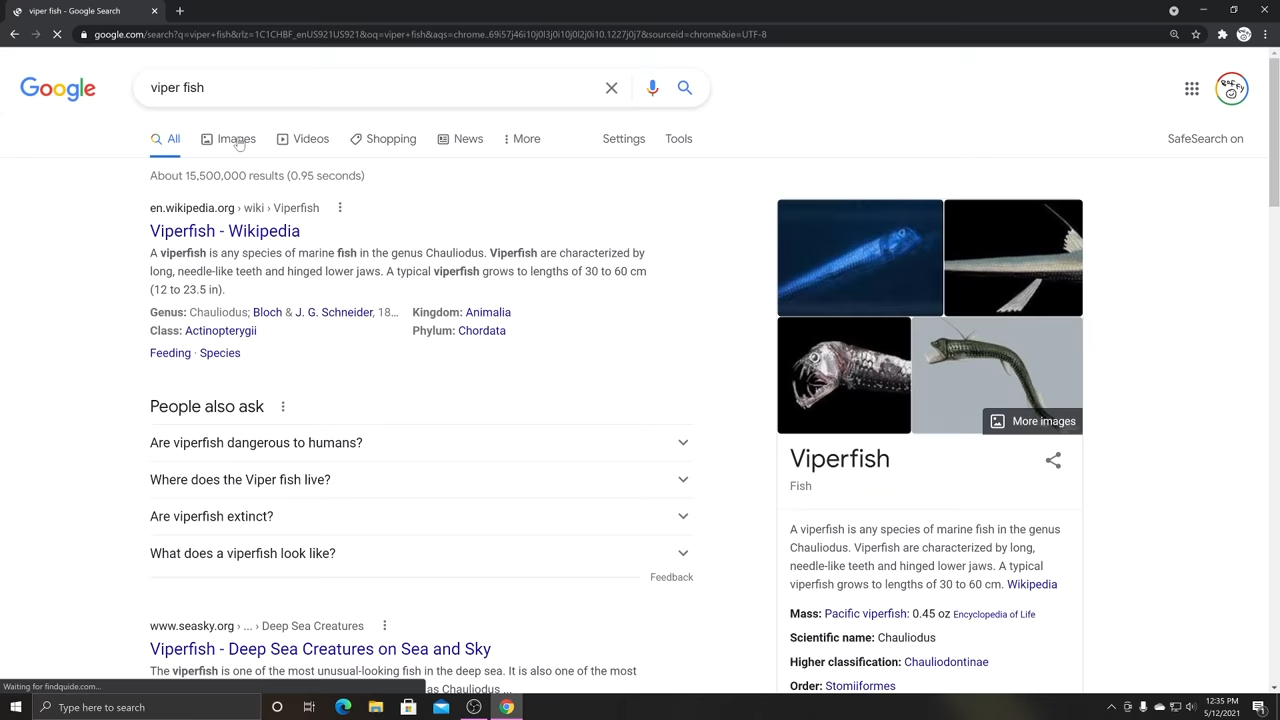 viper fish - Google Search
google.com/search?q=viper+fish&rlz=1C1CHBF_enUS921US921&oq=viper+fish&aqs=chrome..69i57j46i10j0l3j0i10j0l2j0i10.1227j0j7&sourceid=chrome&ie=UTF-8
Google
viper fish
All
Images
Videos
Shopping
News
More
Settings
Tools
SafeSearch on
About 15,500,000 results (0.95 seconds)
en.wikipedia.org › wiki › Viperfish
Viperfish - Wikipedia
A viperfish is any species of marine fish in the genus Chauliodus. Viperfish are characterized by
long, needle-like teeth and hinged lower jaws. A typical viperfish grows to lengths of 30 to 60 cm
(12 to 23.5 in).
Genus: Chauliodus; Bloch & J. G. Schneider, 18... Kingdom: Animalia
Class: Actinopterygii Phylum: Chordata
Feeding · Species
People also ask
Are viperfish dangerous to humans?
Where does the Viper fish live?
Are viperfish extinct?
What does a viperfish look like?
Feedback
www.seasky.org › ... › Deep Sea Creatures
Viperfish - Deep Sea Creatures on Sea and Sky
The viperfish is one of the most unusual-looking fish in the deep sea. It is also one of the most
as Chauliodus ...
More images
Viperfish
Fish
A viperfish is any species of marine fish in the genus
Chauliodus. Viperfish are characterized by long,
needle-like teeth and hinged lower jaws. A typical
viperfish grows to lengths of 30 to 60 cm. Wikipedia
Mass: Pacific viperfish: 0.45 oz Encyclopedia of Life
Scientific name: Chauliodus
Higher classification: Chauliodontinae
Order: Stomiiformes
Waiting for findquide.com...
Type here to search
12:35 PM
5/12/2021